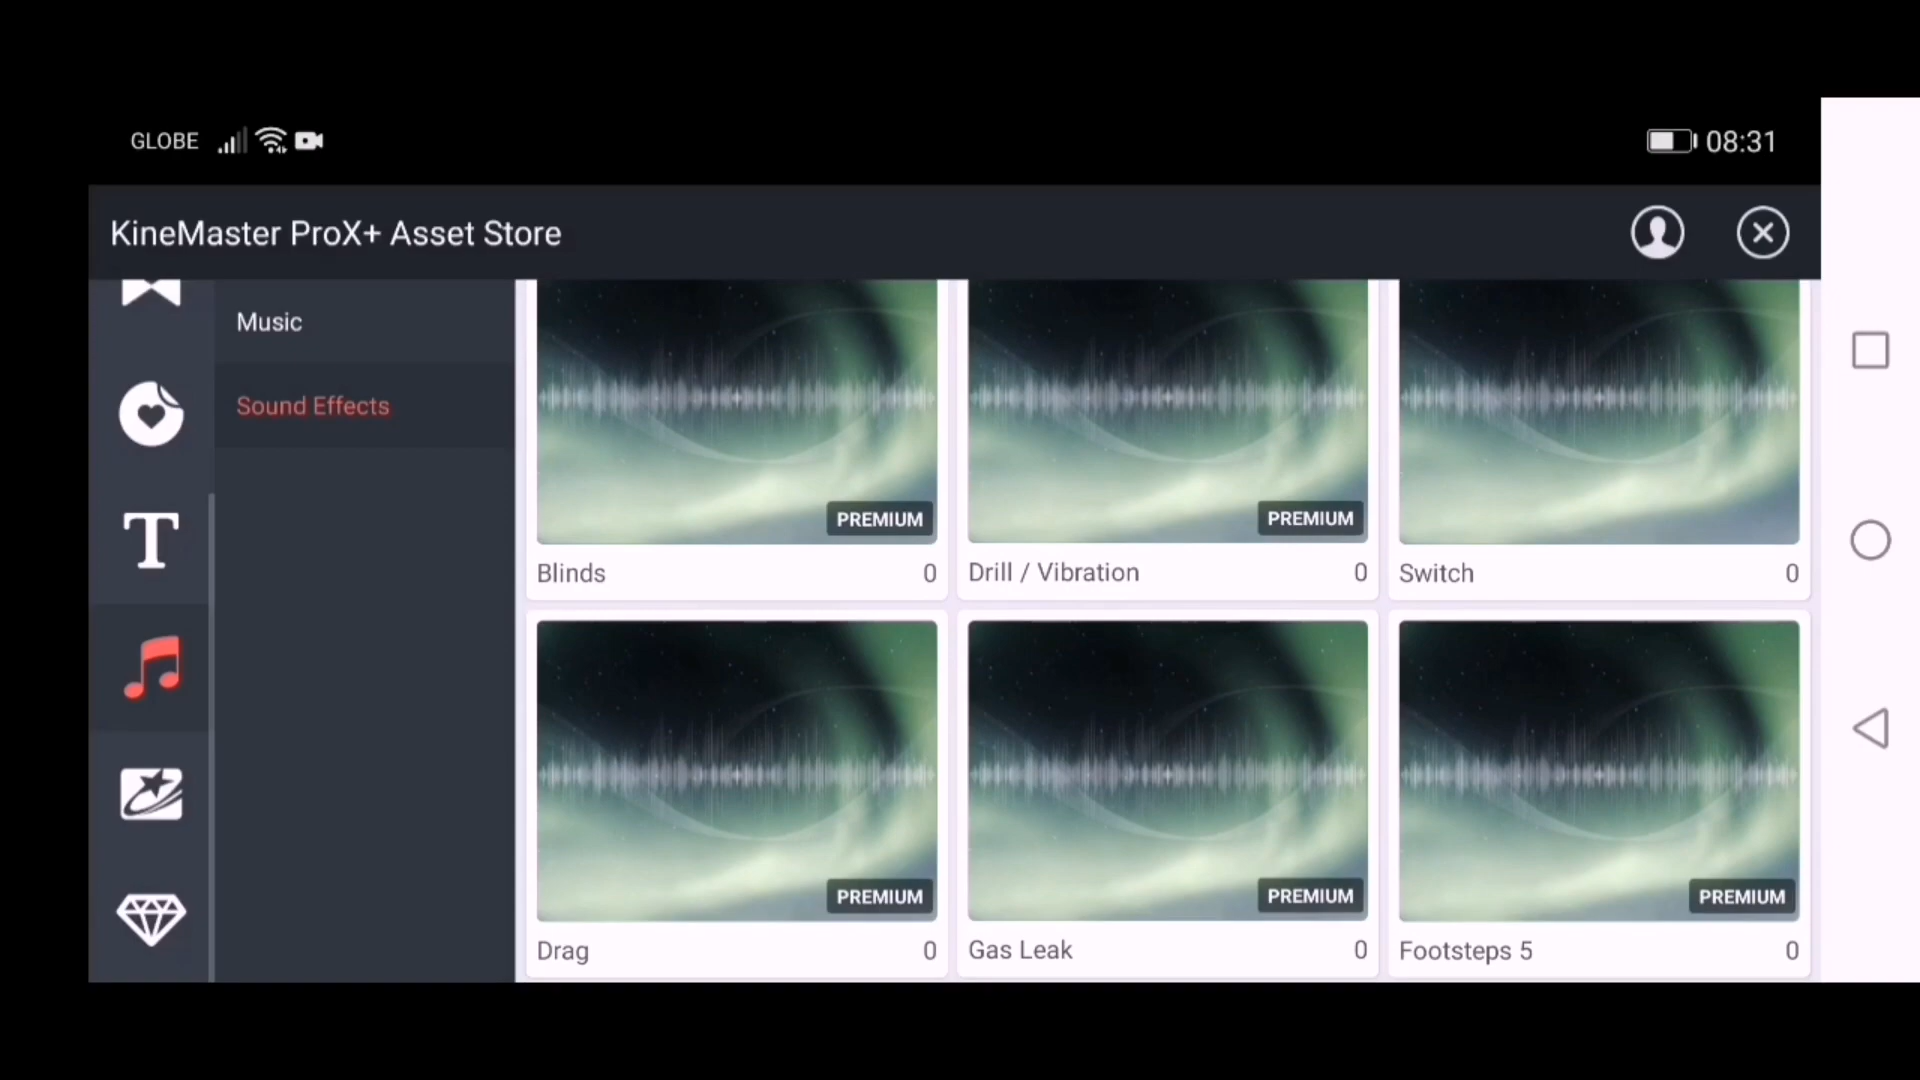 GLOBE
08:31
KineMaster ProX+ Asset Store
Music
Sound Effects
PREMIUM
PREMIUM
Blinds 0
Drill / Vibration 0
Switch 0
PREMIUM
PREMIUM
PREMIUM
Drag 0
Gas Leak 0
Footsteps 5 0